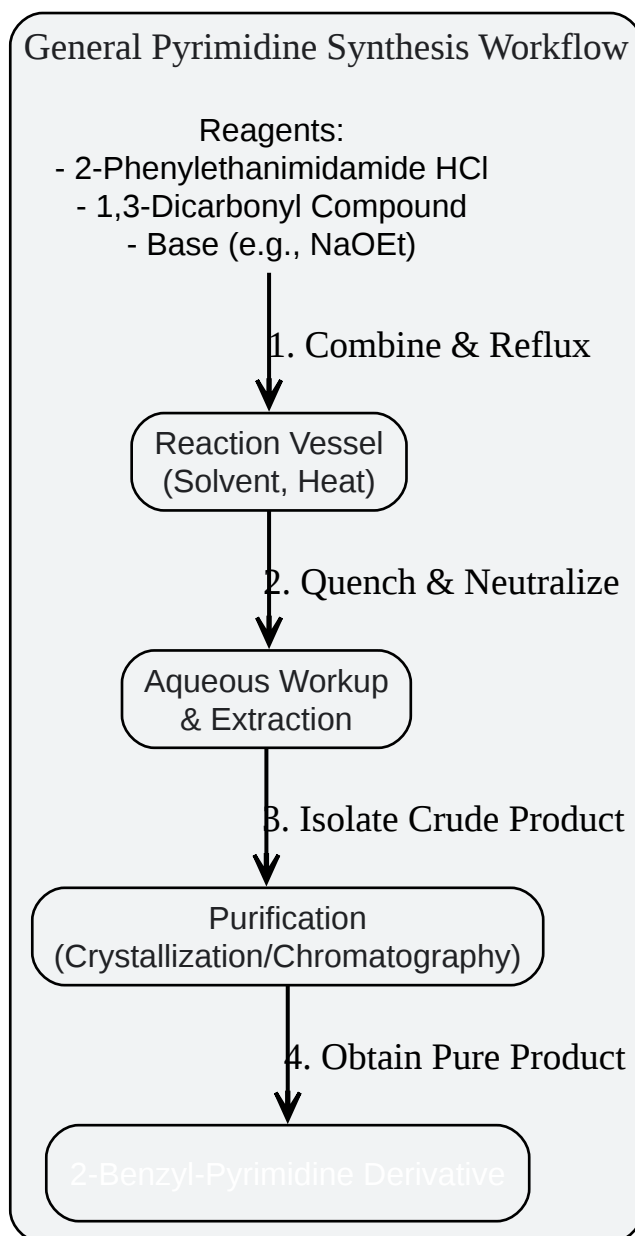 General Pyrimidine Synthesis Workflow
Reagents:
- 2-Phenylethanimidamide HCl
- 1,3-Dicarbonyl Compound
- Base (e.g., NaOEt)
1. Combine & Reflux
Reaction Vessel
(Solvent, Heat)
2. Quench & Neutralize
Aqueous Workup
& Extraction
3. Isolate Crude Product
Purification
(Crystallization/Chromatography)
4. Obtain Pure Product
2-Benzyl-Pyrimidine Derivative